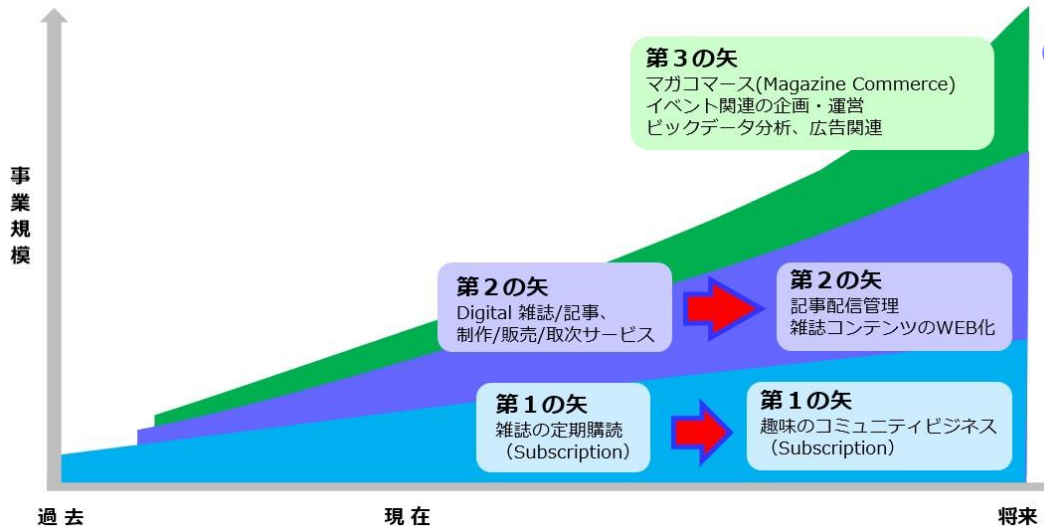 第３の矢
マガコマース(Magazine Commerce)
イベント関連の企画・運営
ビックデータ分析、広告関連
事業規模
第２の矢
Digital 雑誌/記事、
制作/販売/取次サービス
第２の矢
記事配信管理
雑誌コンテンツのWEB化
第１の矢
雑誌の定期購読
（Subscription）
第１の矢
趣味のコミュニティビジネス
（Subscription）
過去
現在
将来